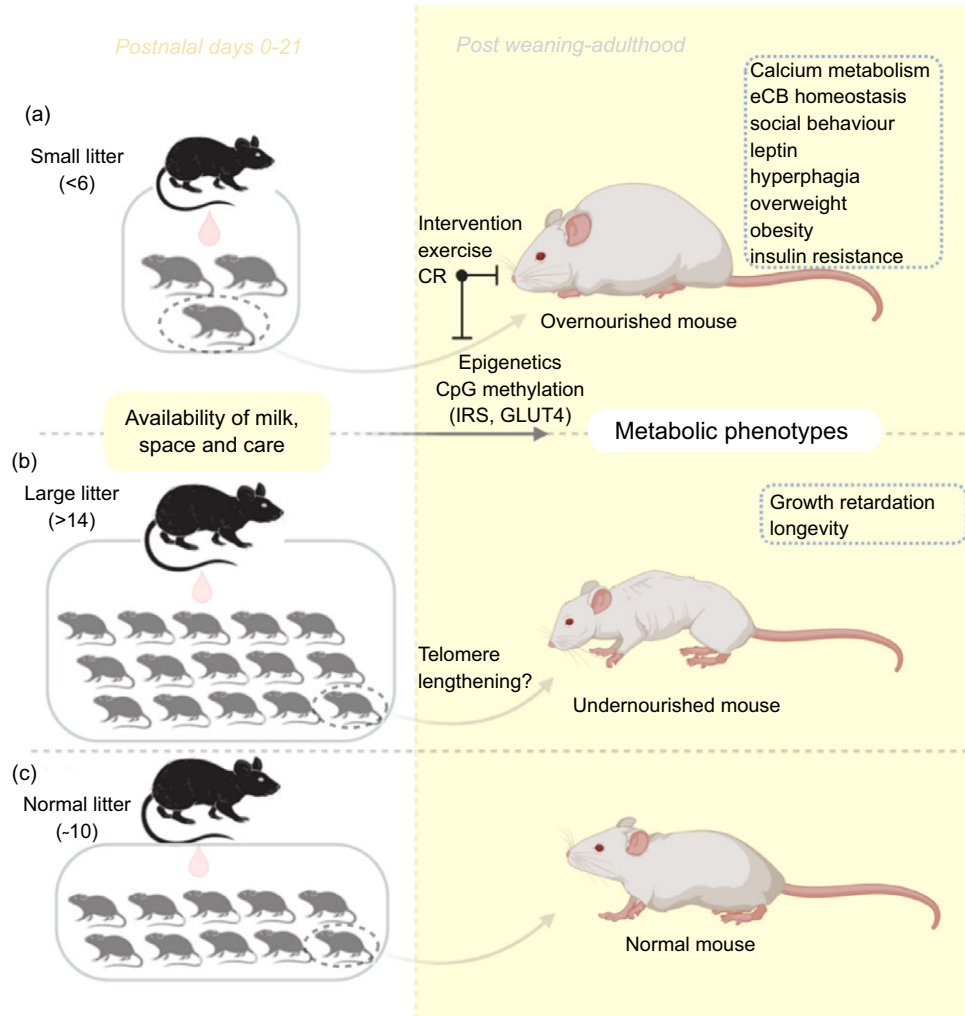 Postnalal days 0-21
Post weaning-adulthood
(a)
Small litter
(<6)
Calcium metabolism
eCB homeostasis
social behaviour
leptin
hyperphagia
overweight
obesity
insulin resistance
Intervention
exercise
CR
Overnourished mouse
Epigenetics
CpG methylation
(IRS, GLUT4)
Availability of milk,
space and care
Metabolic phenotypes
(b)
Large litter
(>14)
Growth retardation
longevity
Telomere
lengthening?
Undernourished mouse
(c)
Normal litter
(~10)
Normal mouse